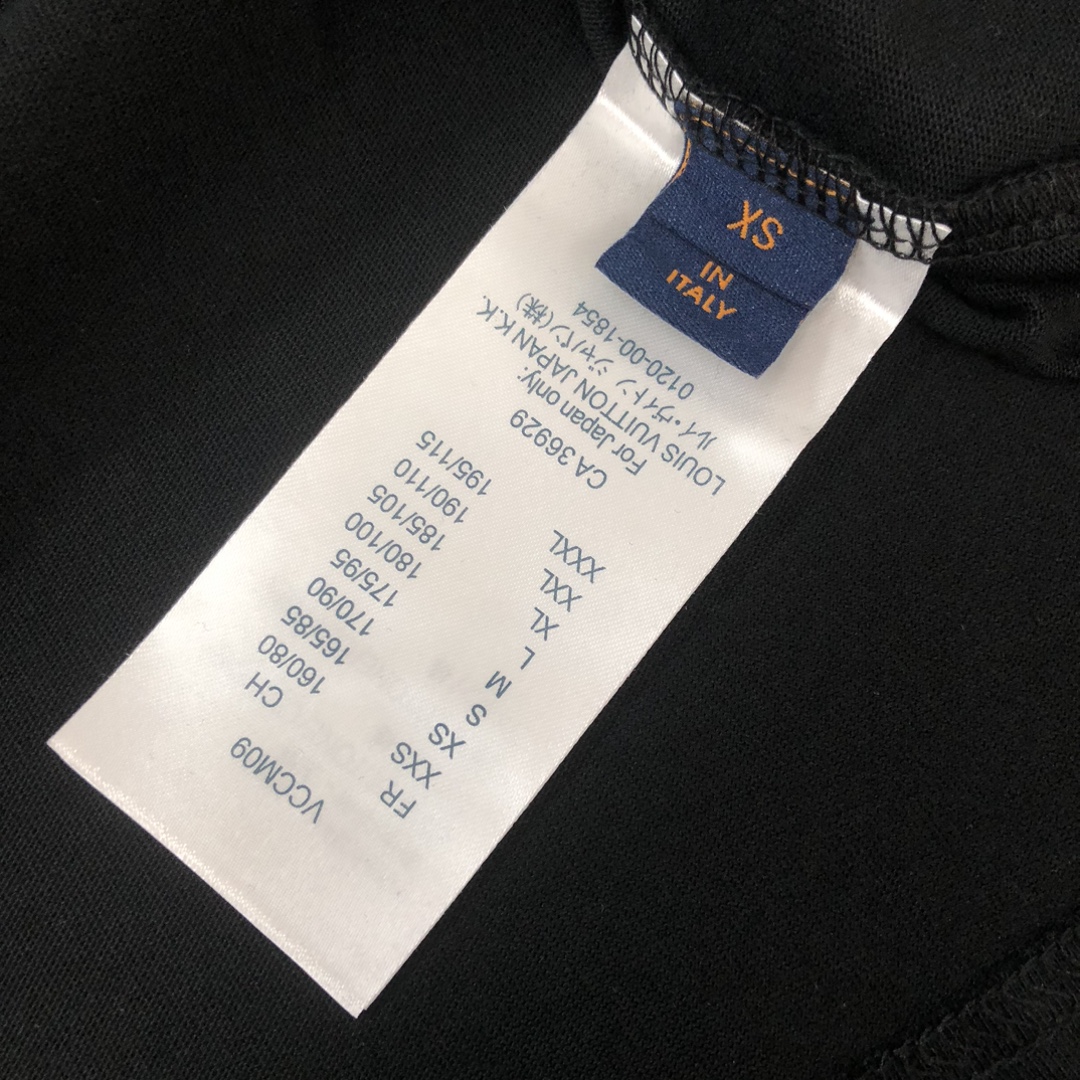 XS
IN
ITALY
VCCM09
FR CH
XXS 160/80
XS 165/85
S 170/90
M 175/95
L 180/100
XL 185/105
XXL 190/110
XXXL 195/115
CA 36929
For Japan only:
LOUIS VUITTON JAPAN K.K.
ルイ・ヴィトン ジャパン(株)
0120-00-1854